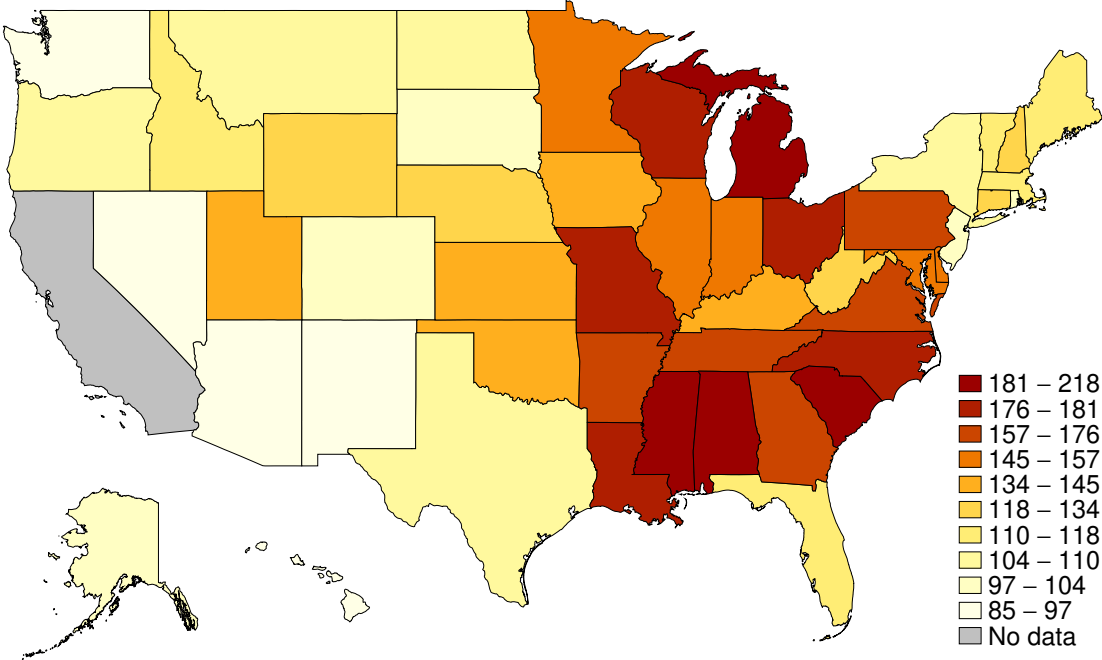 181 – 218
176 – 181
157 – 176
145 – 157
134 – 145
118 – 134
110 – 118
104 – 110
97 – 104
85 – 97
No data